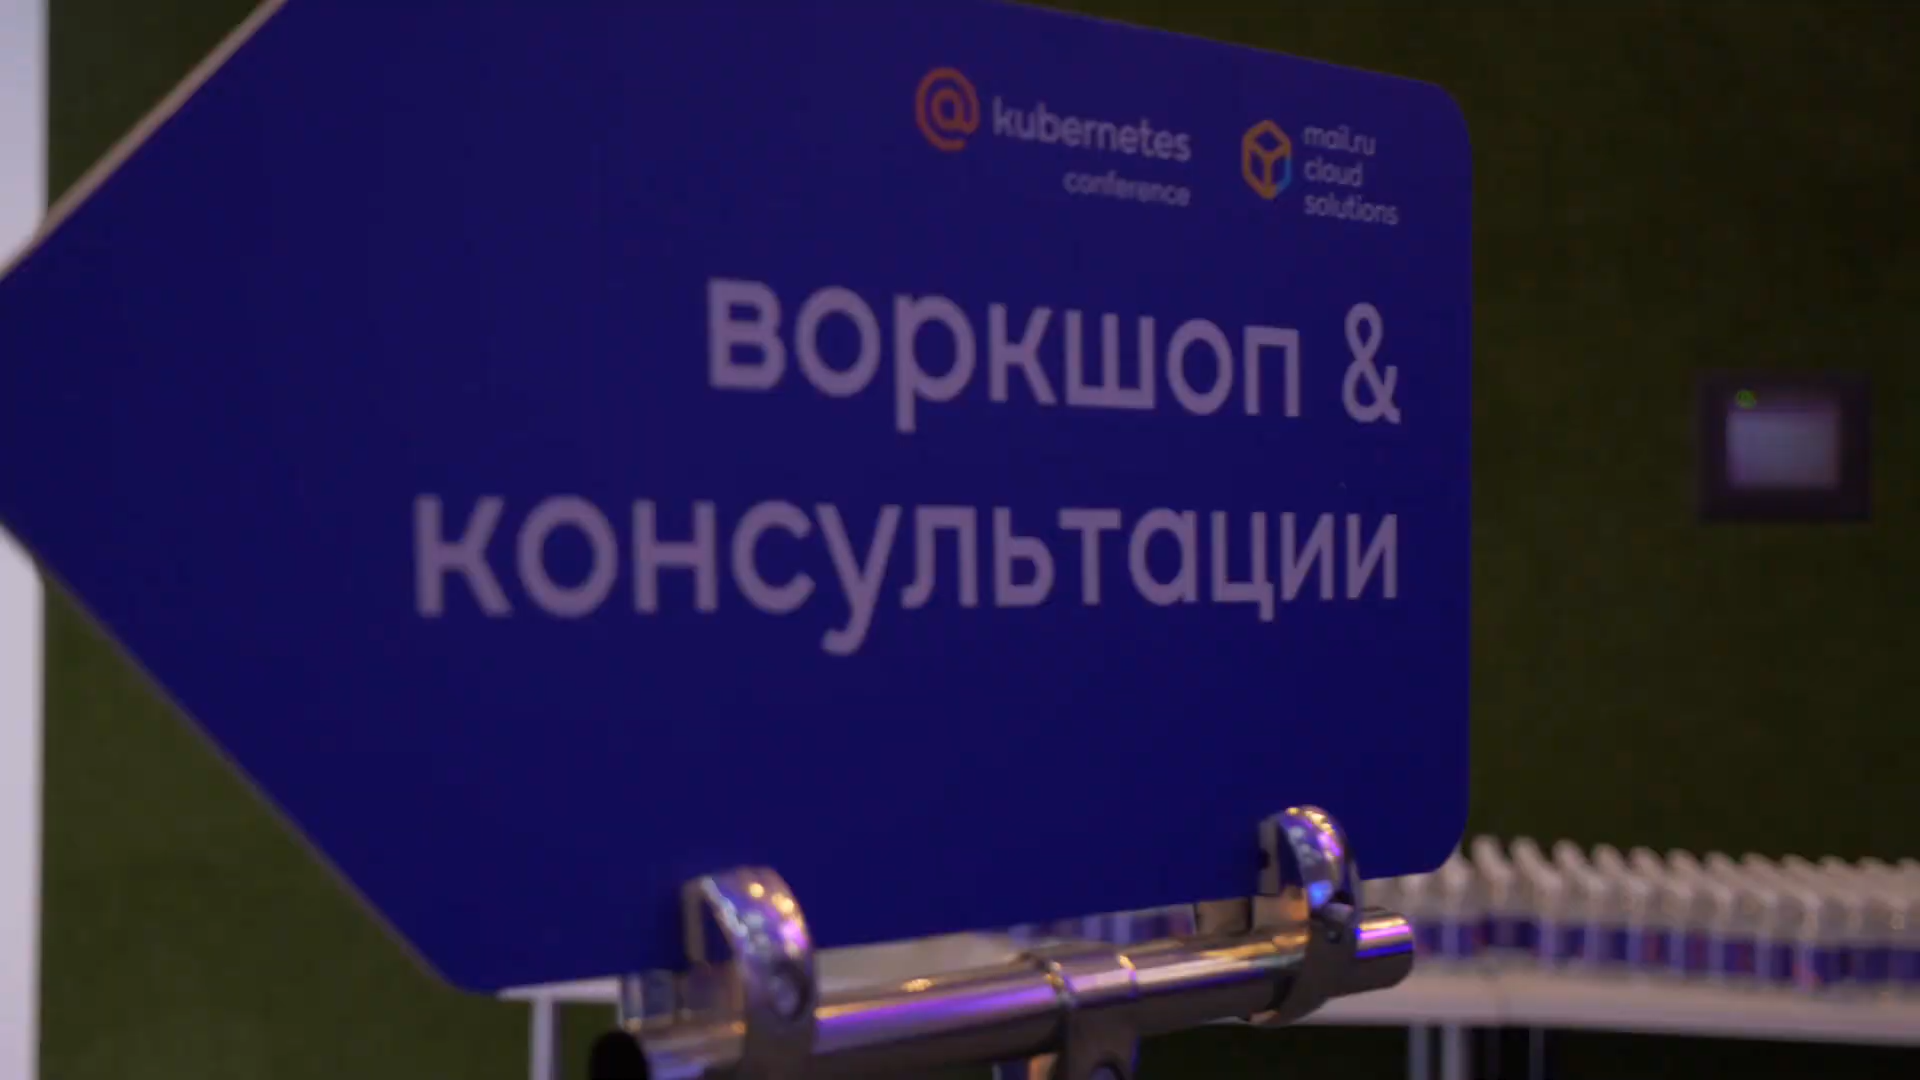 @ kubernetes
conference
mail.ru
cloud
solutions
воркшоп &
консультации